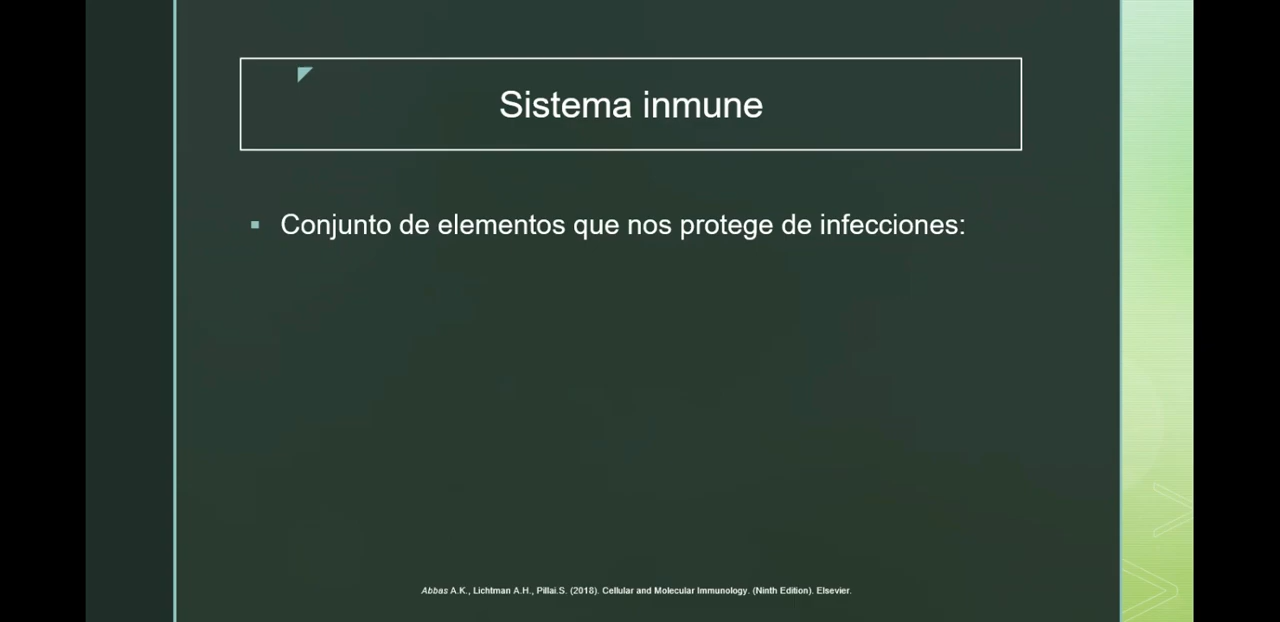 Sistema inmune
Conjunto de elementos que nos protege de infecciones:
Abbas A.K., Lichtman A.H., Pillai.S. (2018). Cellular and Molecular Immunology. (Ninth Edition). Elsevier.